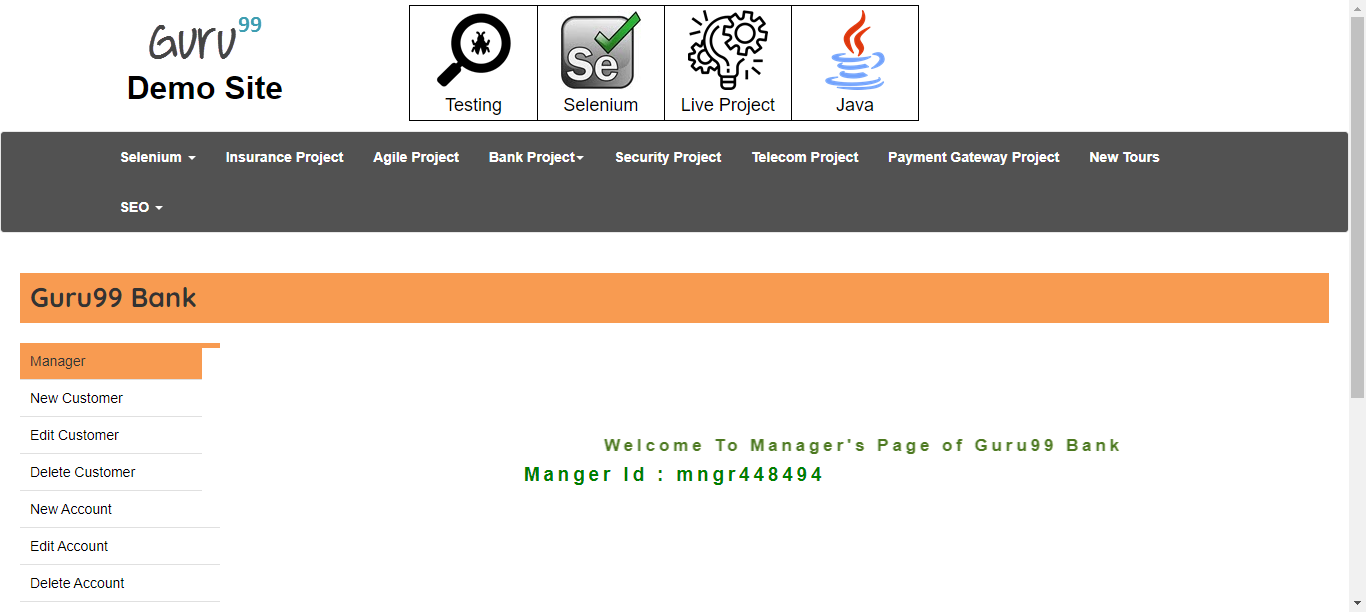 Guru99
Demo Site
Se
Testing Selenium Live Project Java
Selenium Insurance Project Agile Project Bank Project Security Project Telecom Project Payment Gateway Project New Tours
SEO
Guru99 Bank
Manager
New Customer
Edit Customer
Delete Customer
New Account
Edit Account
Delete Account
Welcome To Manager's Page of Guru99 Bank
Manger Id : mngr448494